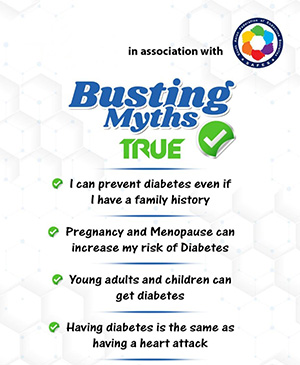 in association with
Busting
Myths
TRUE
I can prevent diabetes even if
I have a family history
Pregnancy and Menopause can
increase my risk of Diabetes
Young adults and children can
get diabetes
Having diabetes is the same as
having a heart attack